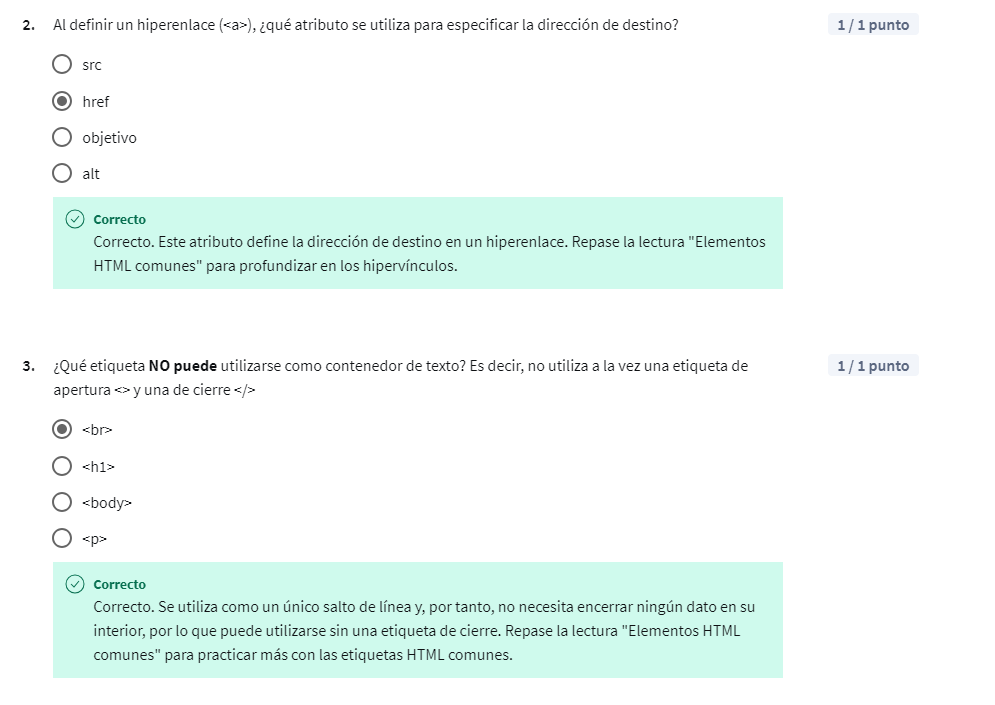 2. Al definir un hiperenlace (<a>), ¿qué atributo se utiliza para especificar la dirección de destino? 1 / 1 punto
src
href
objetivo
alt
Correcto
Correcto. Este atributo define la dirección de destino en un hiperenlace. Repase la lectura "Elementos
HTML comunes" para profundizar en los hipervínculos.
3. ¿Qué etiqueta NO puede utilizarse como contenedor de texto? Es decir, no utiliza a la vez una etiqueta de 1 / 1 punto
apertura <> y una de cierre </>
<br>
<h1>
<body>
<p>
Correcto
Correcto. Se utiliza como un único salto de línea y, por tanto, no necesita encerrar ningún dato en su
interior, por lo que puede utilizarse sin una etiqueta de cierre. Repase la lectura "Elementos HTML
comunes" para practicar más con las etiquetas HTML comunes.